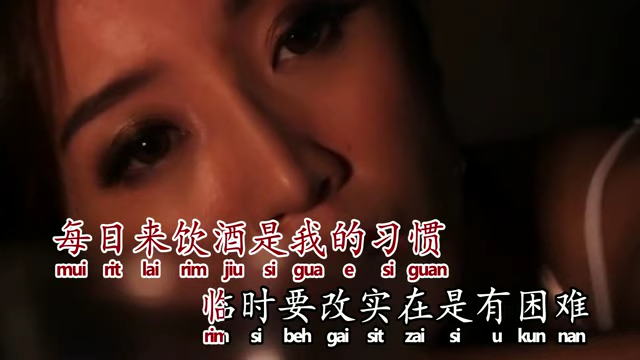 每日来饮酒是我的习惯
mui rit lai rim jiu si gua e si guan
临时要改实在是有困难
rim si beh gai sit zai si u kun nan